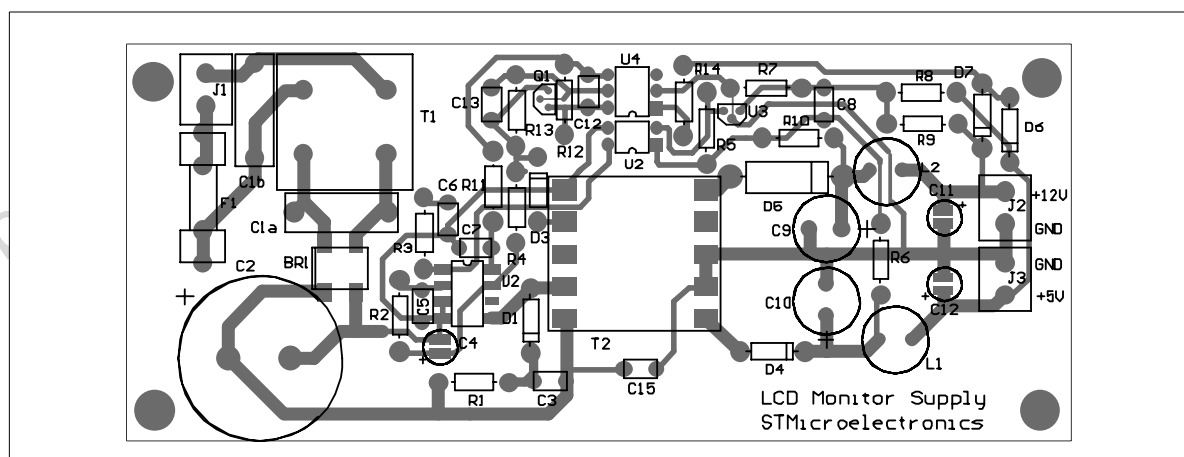 J1
T1
C1b
F1
C1a
BR1
C2
+
C13
Q1
R13
R12
C12
U4
U2
R14
R5
U3
R7
R10
C8
R8
R9
D7
D6
R11
C6
R3
C7
R4
D3
U2
R2
C5
C4
+
D1
R1
C3
T2
C15
D5
C9
+
L2
C11
+
J2
+12V
GND
R6
GND
J3
+5V
C10
+
C12
+
L1
D4
LCD Monitor Supply
STMicroelectronics